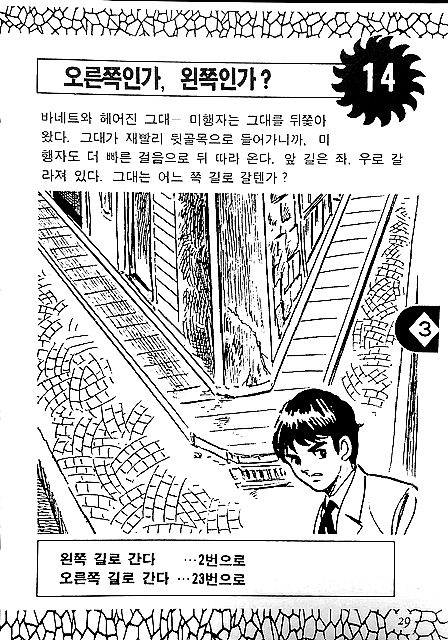 오른쪽인가, 왼쪽인가?
14
바네트와 헤어진 그대— 미행자는 그대를 뒤쫓아
왔다. 그대가 재빨리 뒷골목으로 들어가니까, 미
행자도 더 빠른 걸음으로 뒤 따라 온다. 앞 길은 좌, 우로 갈
라져 있다. 그대는 어느 쪽 길로 갈텐가?
3
왼쪽 길로 간다 …2번으로
오른쪽 길로 간다 …23번으로
29